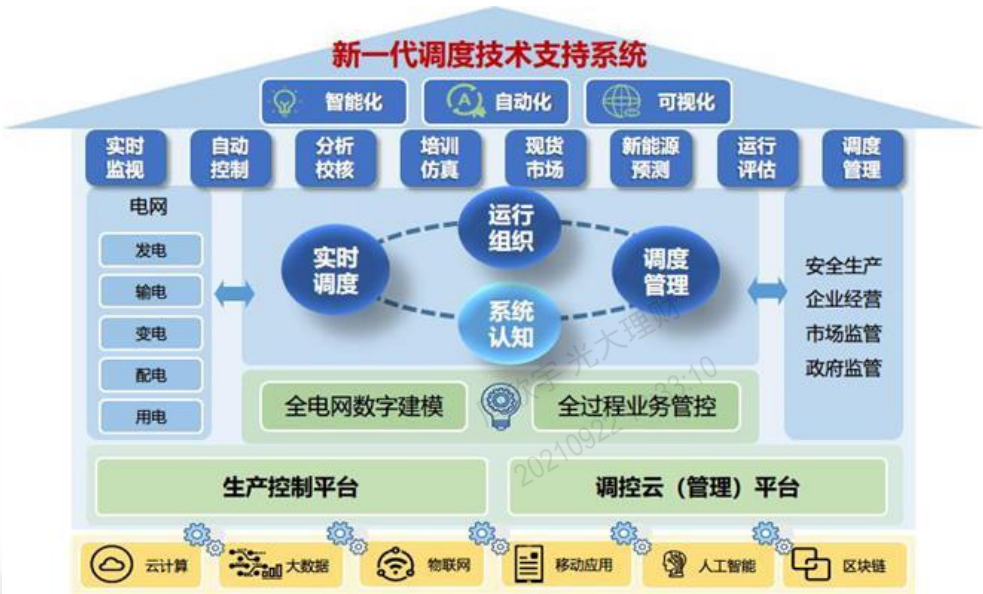 新一代调度技术支持系统
智能化
自动化
可视化
实时
监视
自动
控制
分析
校核
培训
仿真
现货
市场
新能源
预测
运行
评估
调度
管理
电网
发电
输电
变电
配电
用电
实时
调度
运行
组织
调度
管理
系统
认知
安全生产
企业经营
市场监管
政府监管
全电网数字建模
全过程业务管控
生产控制平台
调控云（管理）平台
云计算
大数据
物联网
移动应用
人工智能
区块链